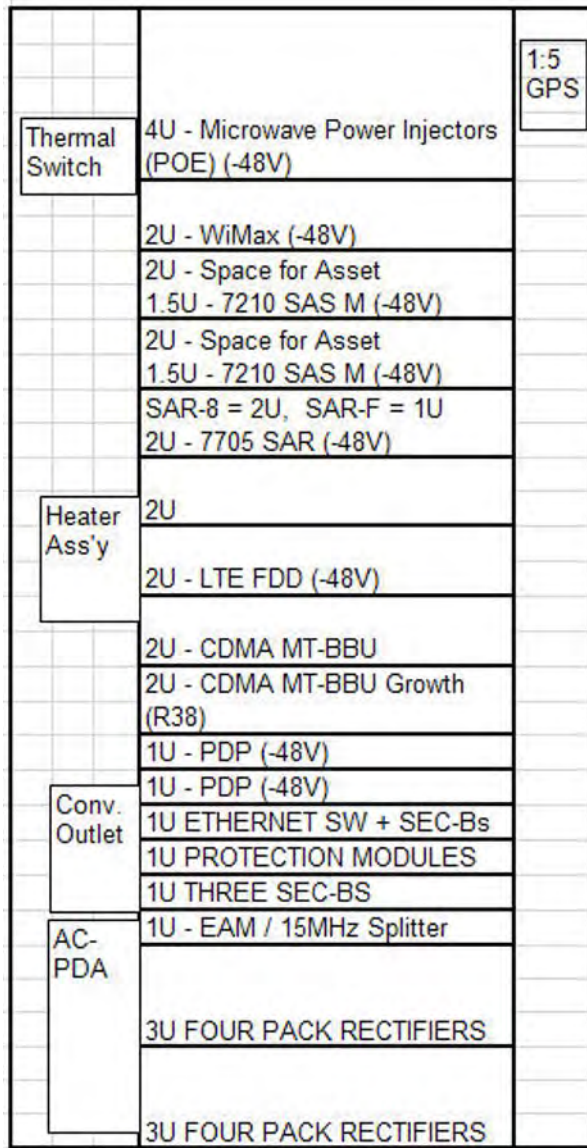 1:5
GPS
Thermal
Switch
4U - Microwave Power Injectors
(POE) (-48V)
2U - WiMax (-48V)
2U - Space for Asset
1.5U - 7210 SAS M (-48V)
2U - Space for Asset
1.5U - 7210 SAS M (-48V)
SAR-8 = 2U, SAR-F = 1U
2U - 7705 SAR (-48V)
Heater
Ass'y
2U
2U - LTE FDD (-48V)
2U - CDMA MT-BBU
2U - CDMA MT-BBU Growth
(R38)
1U - PDP (-48V)
1U - PDP (-48V)
Conv.
Outlet
1U ETHERNET SW + SEC-Bs
1U PROTECTION MODULES
1U THREE SEC-BS
1U - EAM / 15MHz Splitter
AC-
PDA
3U FOUR PACK RECTIFIERS
3U FOUR PACK RECTIFIERS